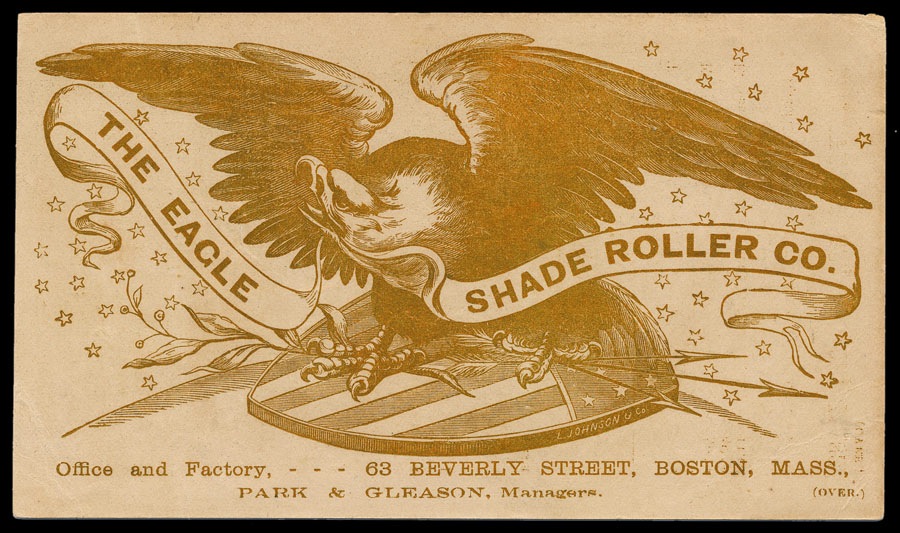 THE EAGLE
SHADE ROLLER CO.
L. JOHNSON & Co.
Office and Factory, - - - 63 BEVERLY STREET, BOSTON, MASS.,
PARK & GLEASON, Managers.
(OVER.)